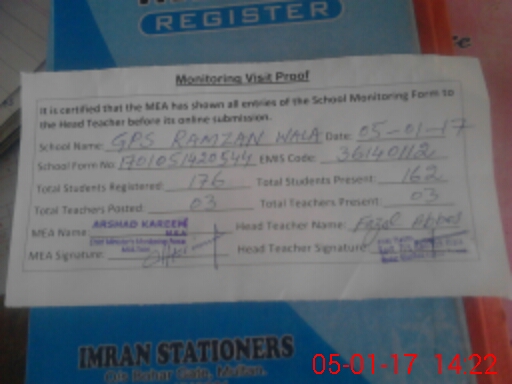 REGISTER
Monitoring Visit Proof
It is certified that the MEA has shown all entries of the School Monitoring Form to
the Head Teacher before its online submission.
School Name: GPS RAMZAN WALA Date: 05-01-17
School Form No: 1701051420544 EMIS Code: 36140112
Total Students Registered: 176 Total Students Present: 162
Total Teachers Posted: 03 Total Teachers Present: 03
ARSHAD KAREEM
MEA Name: Head Teacher Name: Fazal Abbas
M.E.A
MEA Signature: Head Teacher Signature:
IMRAN STATIONERS
Bohar Gate, Multan.
05-01-17 14:22